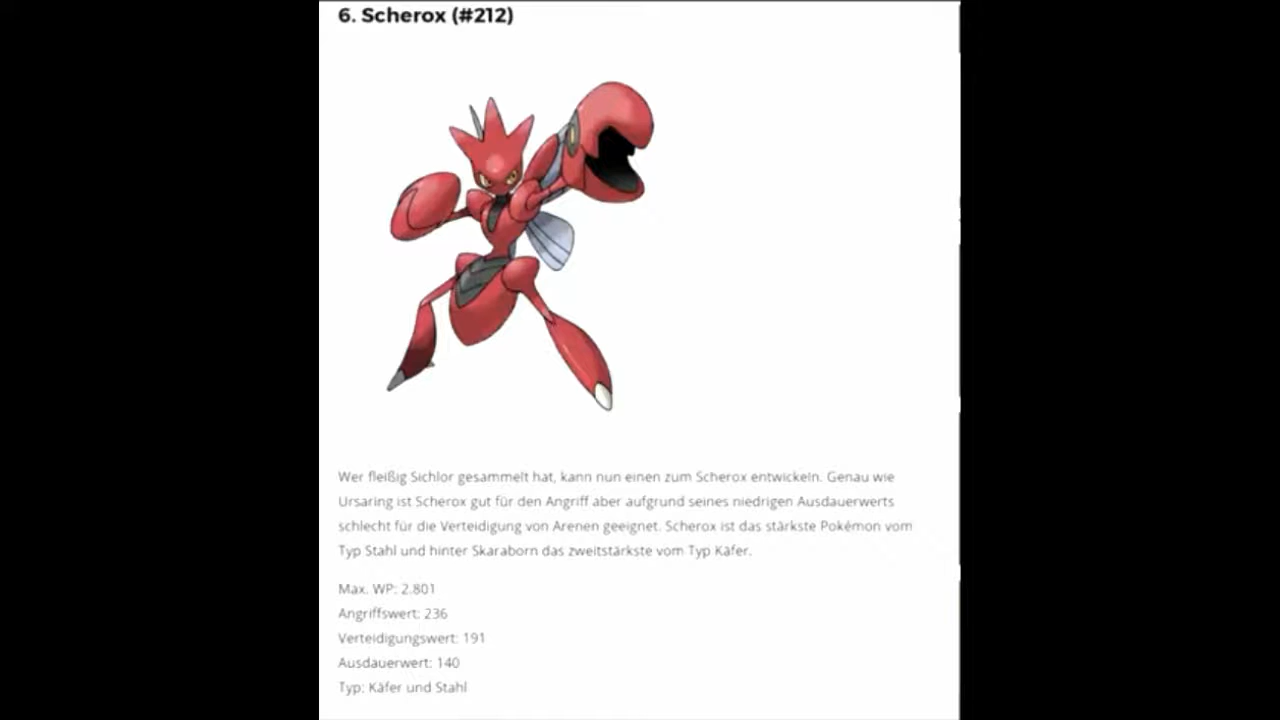 6. Scherox (#212)
Wer fleißig Sichlor gesammelt hat, kann nun einen zum Scherox entwickeln. Genau wie
Ursaring ist Scherox gut für den Angriff aber aufgrund seines niedrigen Ausdauerwerts
schlecht für die Verteidigung von Arenen geeignet. Scherox ist das stärkste Pokémon vom
Typ Stahl und hinter Skaraborn das zweitstärkste vom Typ Käfer.
Max. WP: 2.801
Angriffswert: 236
Verteidigungswert: 191
Ausdauerwert: 140
Typ: Käfer und Stahl